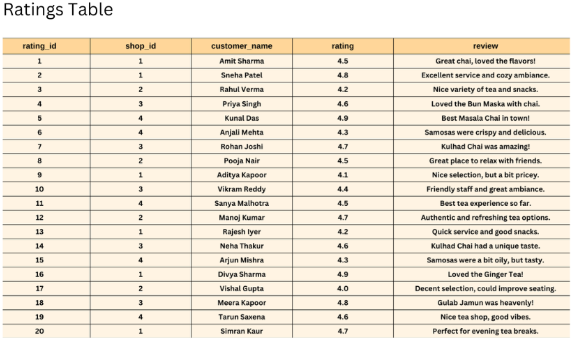 Ratings Table
rating_id shop_id customer_name rating review
1 1 Amit Sharma 4.5 Great chai, loved the flavors!
2 1 Sneha Patel 4.8 Excellent service and cozy ambiance.
3 2 Rahul Verma 4.2 Nice variety of tea and snacks.
4 3 Priya Singh 4.6 Loved the Bun Maska with chai.
5 4 Kunal Das 4.9 Best Masala Chai in town!
6 4 Anjali Mehta 4.3 Samosas were crispy and delicious.
7 3 Rohan Joshi 4.7 Kulhad Chai was amazing!
8 2 Pooja Nair 4.5 Great place to relax with friends.
9 1 Aditya Kapoor 4.1 Nice selection, but a bit pricey.
10 3 Vikram Reddy 4.4 Friendly staff and great ambiance.
11 4 Sanya Malhotra 4.5 Best tea experience so far.
12 2 Manoj Kumar 4.7 Authentic and refreshing tea options.
13 1 Rajesh Iyer 4.2 Quick service and good snacks.
14 3 Neha Thakur 4.6 Kulhad Chai had a unique taste.
15 4 Arjun Mishra 4.3 Samosas were a bit oily, but tasty.
16 1 Divya Sharma 4.9 Loved the Ginger Tea!
17 2 Vishal Gupta 4.0 Decent selection, could improve seating.
18 3 Meera Kapoor 4.8 Gulab Jamun was heavenly!
19 4 Tarun Saxena 4.6 Nice tea shop, good vibes.
20 1 Simran Kaur 4.7 Perfect for evening tea breaks.